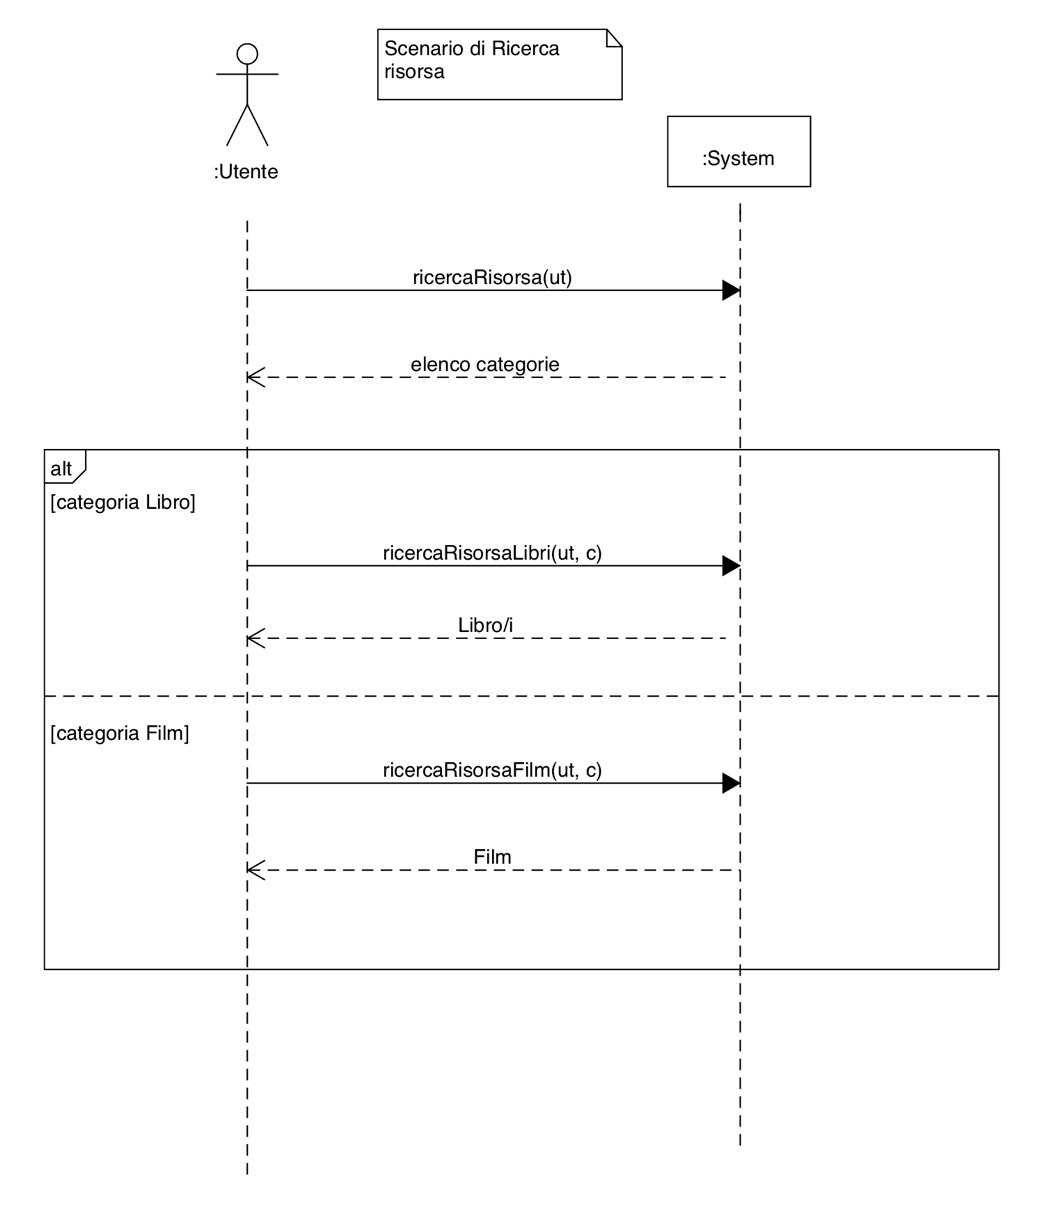 Scenario di Ricerca
risorsa
:Utente
:System
ricercaRisorsa(ut)
elenco categorie
alt
[categoria Libro]
ricercaRisorsaLibri(ut, c)
Libro/i
[categoria Film]
ricercaRisorsaFilm(ut, c)
Film